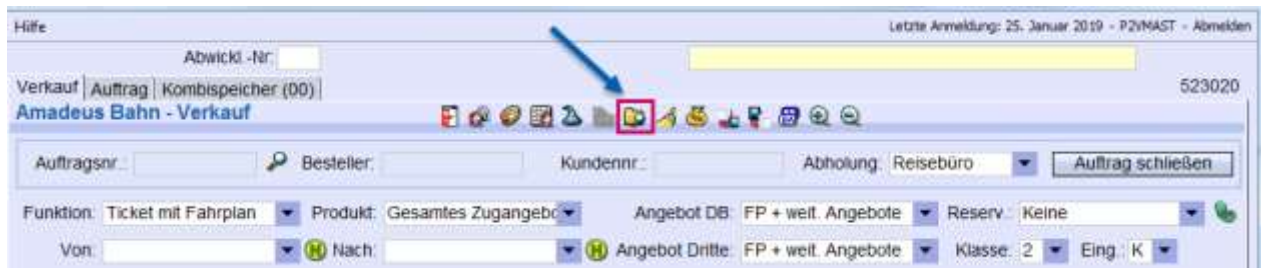 Hilfe Letzte Anmeldung: 25. Januar 2019 - P2VMAST - Abmelden
Abwickl.-Nr:
Verkauf Auftrag Kombispeicher (00) 523020
Amadeus Bahn - Verkauf
Auftragsnr.: Besteller: Kundennr.: Abholung: Reisebüro Auftrag schließen
Funktion: Ticket mit Fahrplan Produkt: Gesamtes Zugangebo Angebot DB: FP + weit. Angebote Reserv.: Keine
Von: H Nach: H Angebot Dritte: FP + weit. Angebote Klasse: 2 Eing.: K